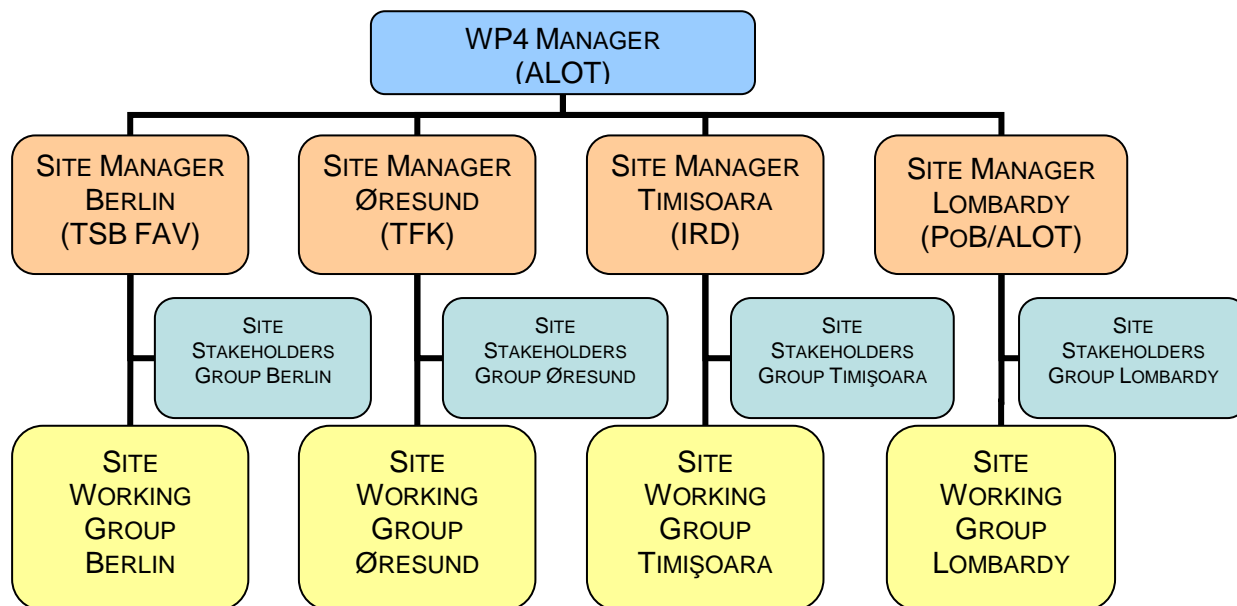 WP4 MANAGER
(ALOT)
SITE MANAGER
BERLIN
(TSB FAV)
SITE MANAGER
ØRESUND
(TFK)
SITE MANAGER
TIMISOARA
(IRD)
SITE MANAGER
LOMBARDY
(POB/ALOT)
SITE
STAKEHOLDERS
GROUP BERLIN
SITE
STAKEHOLDERS
GROUP ØRESUND
SITE
STAKEHOLDERS
GROUP TIMIŞOARA
SITE
STAKEHOLDERS
GROUP LOMBARDY
SITE
WORKING
GROUP
BERLIN
SITE
WORKING
GROUP
ØRESUND
SITE
WORKING
GROUP
TIMIŞOARA
SITE
WORKING
GROUP
LOMBARDY